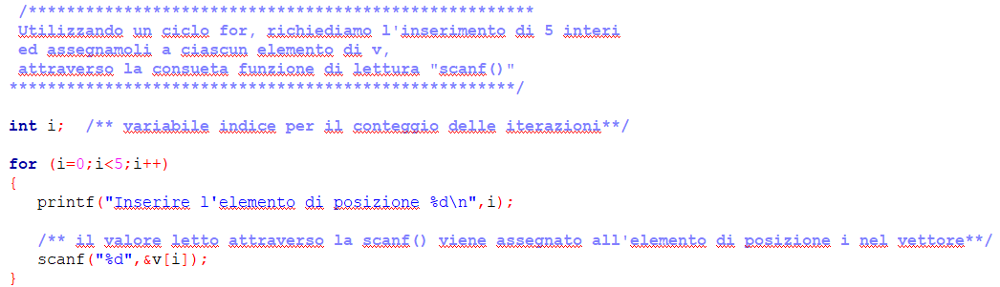 /*****************************************************
Utilizzando un ciclo for, richiediamo l'inserimento di 5 interi
ed assegnamoli a ciascun elemento di v,
attraverso la consueta funzione di lettura "scanf()"
*****************************************************/
int i;  /** variabile indice per il conteggio delle iterazioni**/
for (i=0;i<5;i++)
{
printf("Inserire l'elemento di posizione %d\n",i);
/** il valore letto attraverso la scanf() viene assegnato all'elemento di posizione i nel vettore**/
scanf("%d",&v[i]);
}